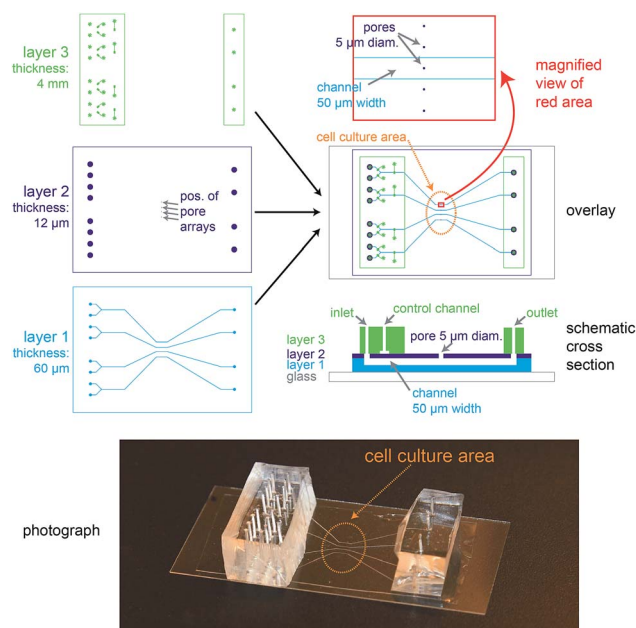 layer 3
thickness:
4 mm
pores
5 µm diam.
channel
50 µm width
magnified
view of
red area
cell culture area
layer 2
thickness:
12 µm
pos. of
pore
arrays
overlay
layer 1
thickness:
60 µm
inlet
control channel
outlet
layer 3
pore 5 µm diam.
layer 2
layer 1
glass
channel
50 µm width
schematic
cross
section
cell culture area
photograph